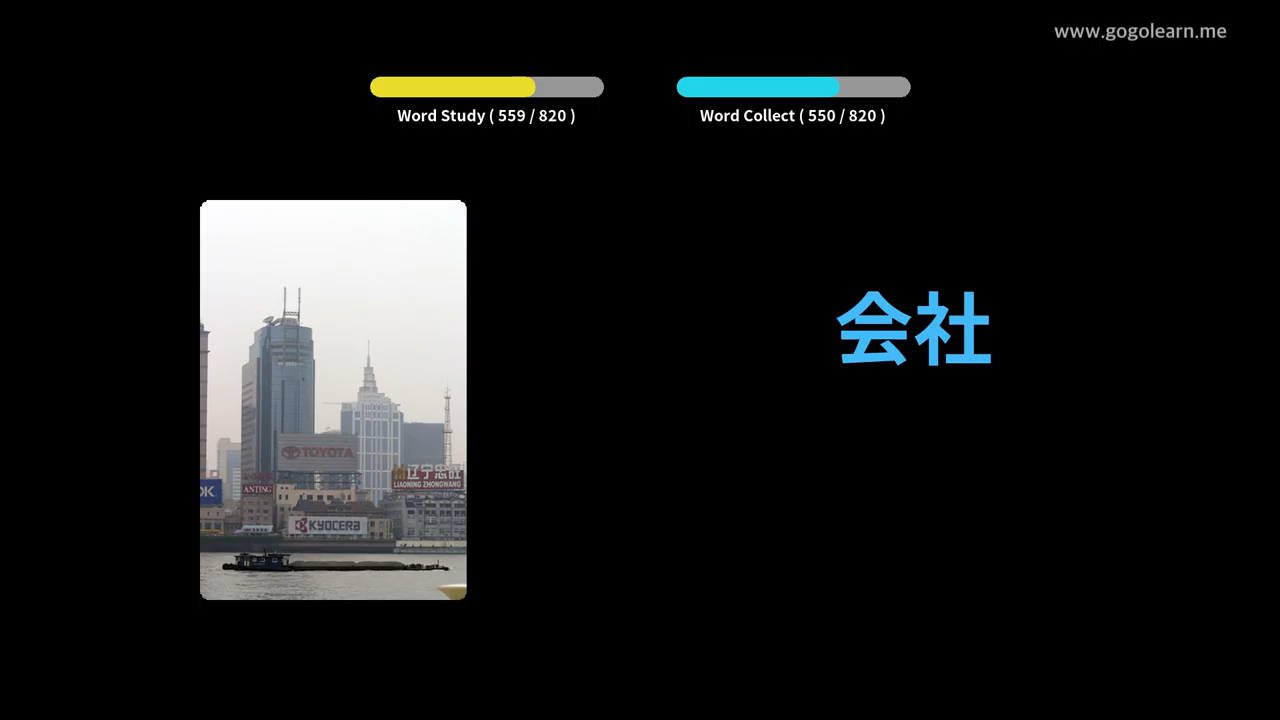 www.gogolearn.me
Word Study ( 559 / 820 )
Word Collect ( 550 / 820 )
会社
TOYOTA
辽宁忠旺
LIAONING ZHONGWANG
OK
ANTING
KYOCERA